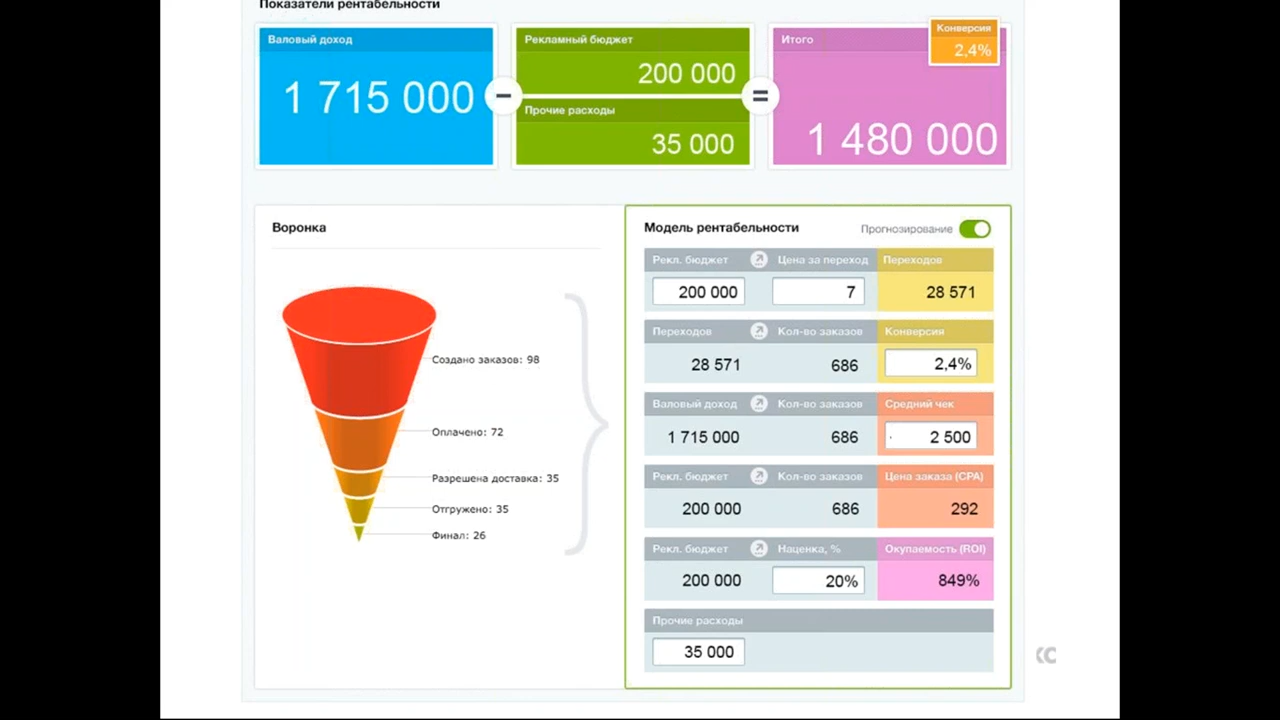 Показатели рентабельности
Валовый доход
1 715 000
−
Рекламный бюджет
200 000
Прочие расходы
35 000
=
Итого
Конверсия
2,4%
1 480 000
Воронка
Создано заказов: 98
Оплачено: 72
Разрешена доставка: 35
Отгружено: 35
Финал: 26
Модель рентабельности Прогнозирование
Рекл. бюджет Цена за переход Переходов
200 000 7 28 571
Переходов Кол-во заказов Конверсия
28 571 686 2,4%
Валовый доход Кол-во заказов Средний чек
1 715 000 686 2 500
Рекл. бюджет Кол-во заказов Цена заказа (CPA)
200 000 686 292
Рекл. бюджет Наценка, % Окупаемость (ROI)
200 000 20% 849%
Прочие расходы
35 000